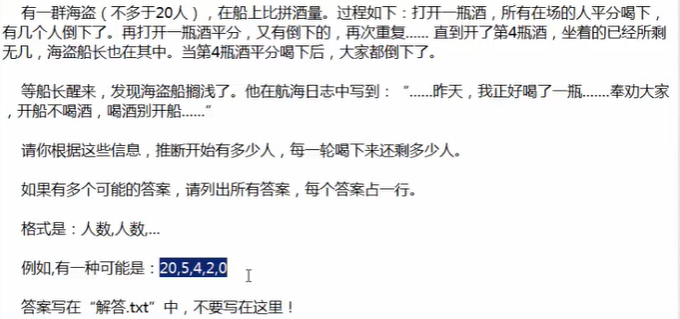 有一群海盗（不多于20人），在船上比拼酒量。过程如下：打开一瓶酒，所有在场的人平分喝下，
有几个人倒下了。再打开一瓶酒平分，又有倒下的，再次重复...... 直到开了第4瓶酒，坐着的已经所剩
无几，海盗船长也在其中。当第4瓶酒平分喝下后，大家都倒下了。
等船长醒来，发现海盗船搁浅了。他在航海日志中写到：“......昨天，我正好喝了一瓶.......奉劝大家
，开船不喝酒，喝酒别开船......”
请你根据这些信息，推断开始有多少人，每一轮喝下来还剩多少人。
如果有多个可能的答案，请列出所有答案，每个答案占一行。
格式是：人数,人数,...
例如,有一种可能是：20,5,4,2,0
答案写在“解答.txt”中，不要写在这里！